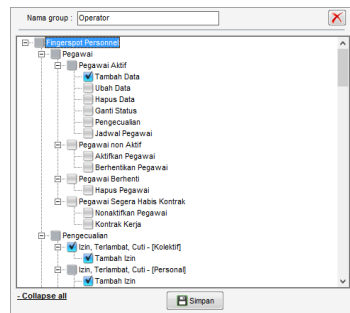 Nama group : Operator
Fingerspot Personnel
Pegawai
Pegawai Aktif
Tambah Data
Ubah Data
Hapus Data
Ganti Status
Pengecualian
Jadwal Pegawai
Pegawai non Aktif
Aktifkan Pegawai
Berhentikan Pegawai
Pegawai Berhenti
Hapus Pegawai
Pegawai Segera Habis Kontrak
Nonaktifkan Pegawai
Kontrak Kerja
Pengecualian
Izin, Terlambat, Cuti - [Kolektif]
Tambah Izin
Izin, Terlambat, Cuti - [Personal]
Tambah Izin
- Collapse all
Simpan